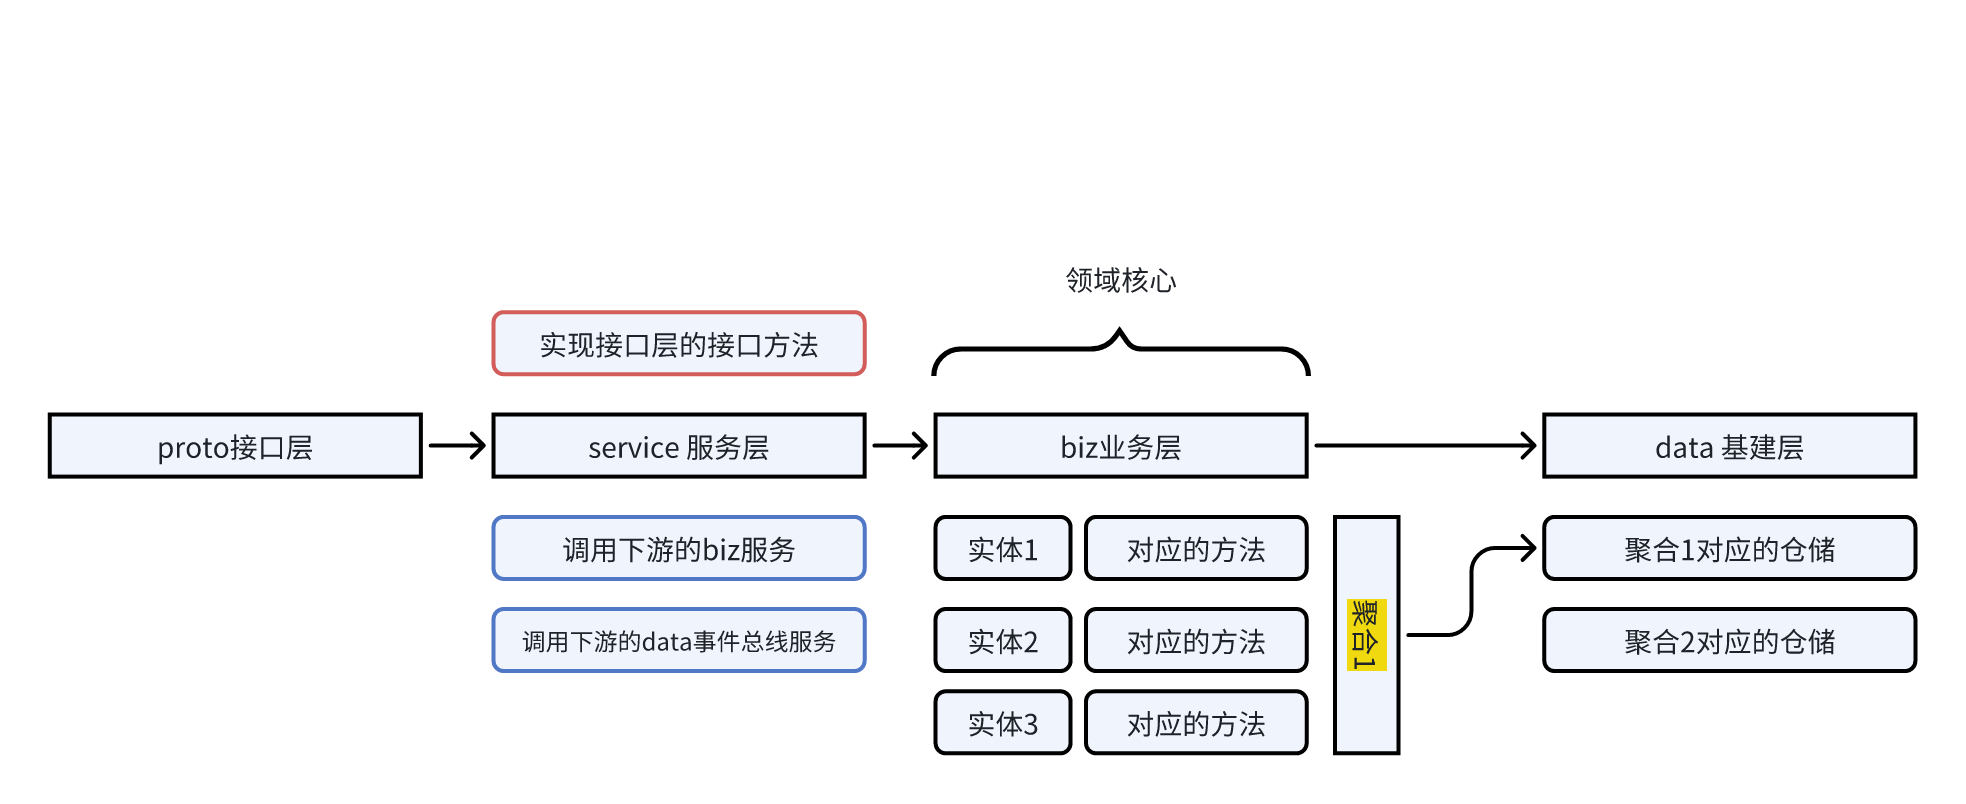 领域核心
实现接口层的接口方法
proto接口层
service 服务层
biz业务层
data 基建层
调用下游的biz服务
实体1
对应的方法
聚合1对应的仓储
调用下游的data事件总线服务
实体2
对应的方法
聚合1
聚合2对应的仓储
实体3
对应的方法